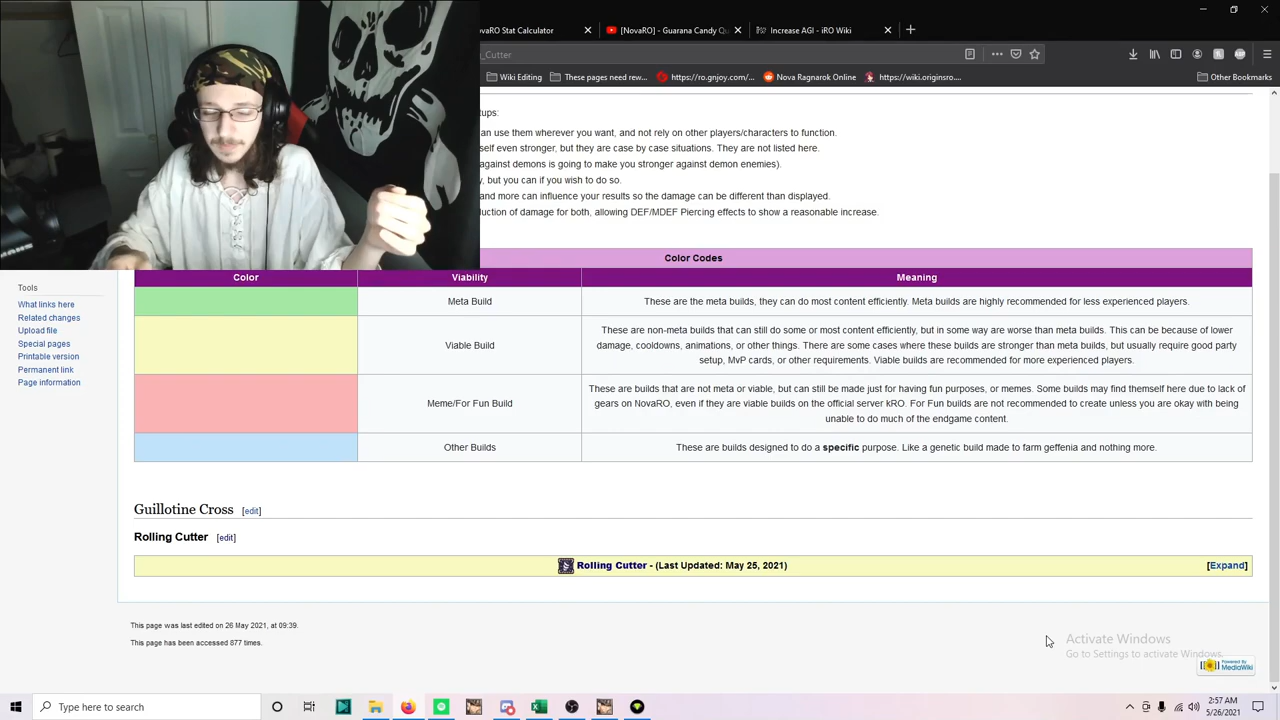 ovaRO Stat Calculator
[NovaRO] - Guarana Candy Qu
Increase AGI - iRO Wiki
_Cutter
Wiki Editing
These pages need rew...
https://ro.gnjoy.com/...
Nova Ragnarok Online
https://wiki.originsro....
Other Bookmarks
tups:
an use them wherever you want, and not rely on other players/characters to function.
self even stronger, but they are case by case situations. They are not listed here.
against demons is going to make you stronger against demon enemies).
y, but you can if you wish to do so.
and more can influence your results so the damage can be different than displayed.
duction of damage for both, allowing DEF/MDEF Piercing effects to show a reasonable increase.
Color Codes
Color
Viability
Meaning
Meta Build
These are the meta builds, they can do most content efficiently. Meta builds are highly recommended for less experienced players.
Viable Build
These are non-meta builds that can still do some or most content efficiently, but in some way are worse than meta builds. This can be because of lower
damage, cooldowns, animations, or other things. There are some cases where these builds are stronger than meta builds, but usually require good party
setup, MvP cards, or other requirements. Viable builds are recommended for more experienced players.
Meme/For Fun Build
These are builds that are not meta or viable, but can still be made just for having fun purposes, or memes. Some builds may find themself here due to lack of
gears on NovaRO, even if they are viable builds on the official server kRO. For Fun builds are not recommended to create unless you are okay with being
unable to do much of the endgame content.
Other Builds
These are builds designed to do a specific purpose. Like a genetic build made to farm geffenia and nothing more.
Tools
What links here
Related changes
Upload file
Special pages
Printable version
Permanent link
Page information
Guillotine Cross [edit]
Rolling Cutter [edit]
Rolling Cutter - (Last Updated: May 25, 2021)
[Expand]
This page was last edited on 26 May 2021, at 09:39.
This page has been accessed 877 times.
Activate Windows
Go to Settings to activate Windows.
Powered By
MediaWiki
Type here to search
2:57 AM
5/26/2021